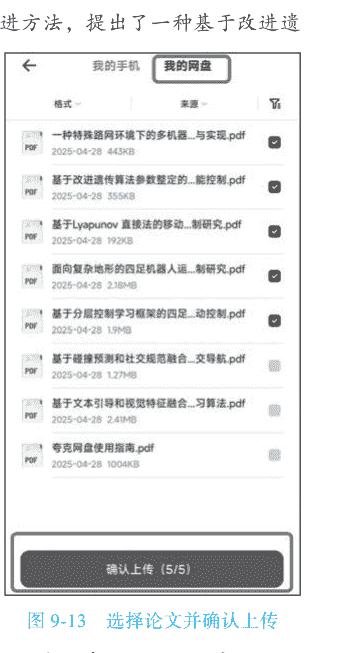 进方法，提出了一种基于改进遗
我的手机 我的网盘
格式 来源
一种特殊路网环境下的多机器...与实现.pdf
PDF
2025-04-28 443KB
基于改进遗传算法参数整定的...能控制.pdf
PDF
2025-04-28 355KB
基于Lyapunov 直接法的移动...制研究.pdf
PDF
2025-04-28 192KB
面向复杂地形的四足机器人运...制研究.pdf
PDF
2025-04-28 2.18MB
基于分层控制学习框架的四足...动控制.pdf
PDF
2025-04-28 1.9MB
基于碰撞预测和社交规范融合...交导航.pdf
PDF
2025-04-28 1.27MB
基于文本引导和视觉特征融合...习算法.pdf
PDF
2025-04-28 2.41MB
夸克网盘使用指南.pdf
PDF
2025-04-28 1004KB
确认上传（5/5）
图 9-13 选择论文并确认上传